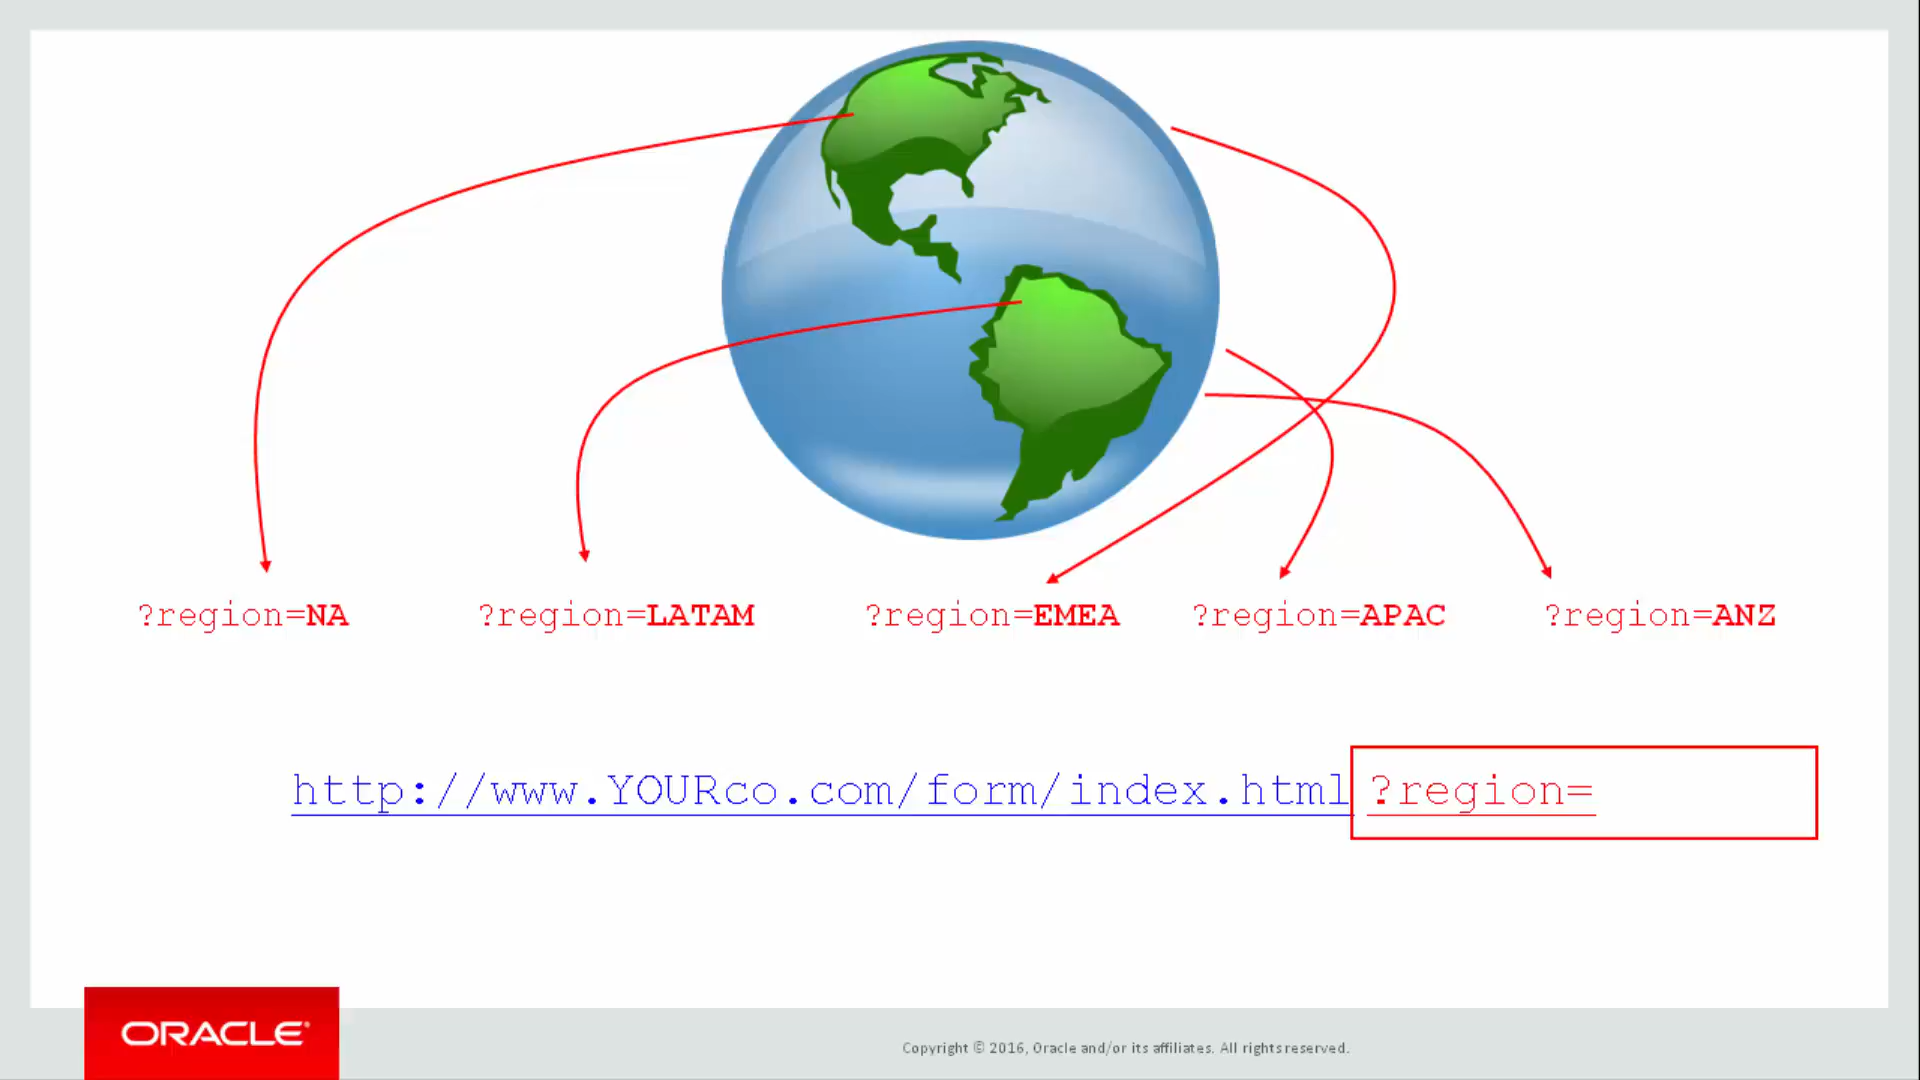 ?region=NA
?region=LATAM
?region=EMEA
?region=APAC
?region=ANZ
http://www.YOURco.com/form/index.html ?region=
ORACLE®
Copyright © 2016, Oracle and/or its affiliates. All rights reserved.